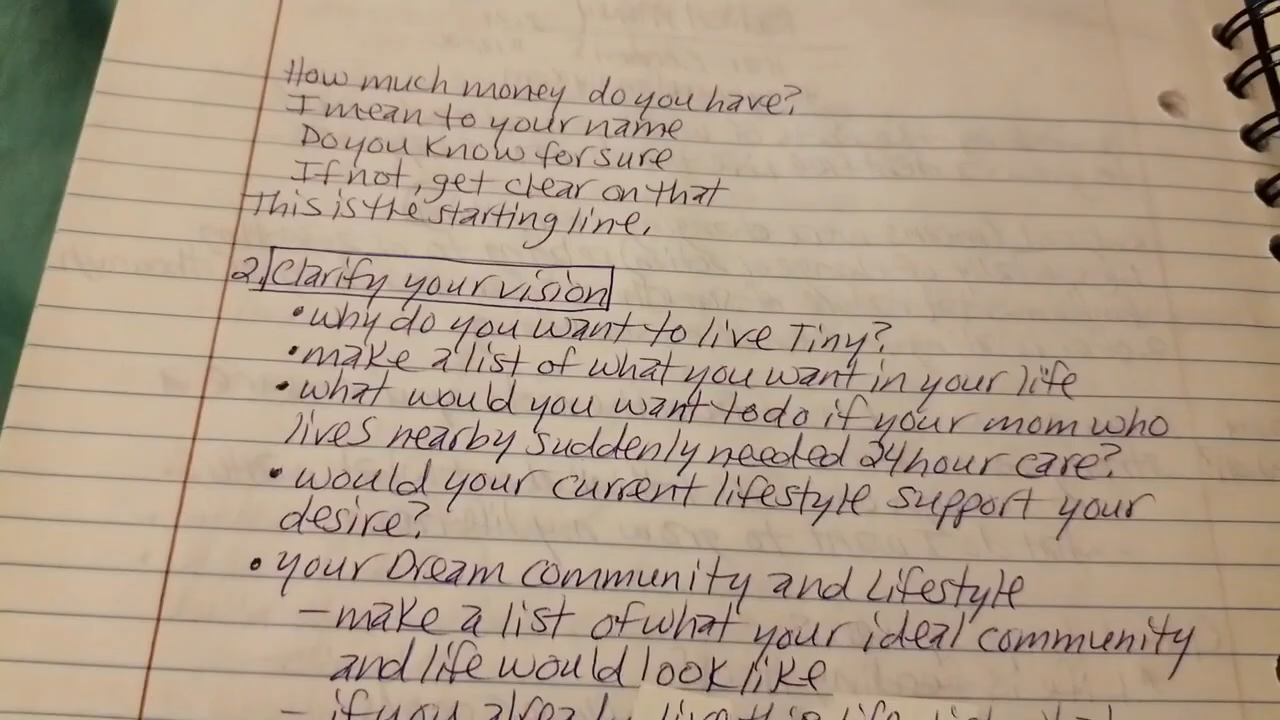 How much money do you have?
I mean to your name
Do you know for sure
If not, get clear on that
This is the starting line.
2. Clarify your vision
• why do you want to live Tiny?
• make a list of what you want in your life
• what would you want to do if your mom who
lives nearby suddenly needed 24 hour care?
• would your current lifestyle support your
desire?
• your Dream community and Lifestyle
– make a list of what your ideal community
and life would look like
– if you already